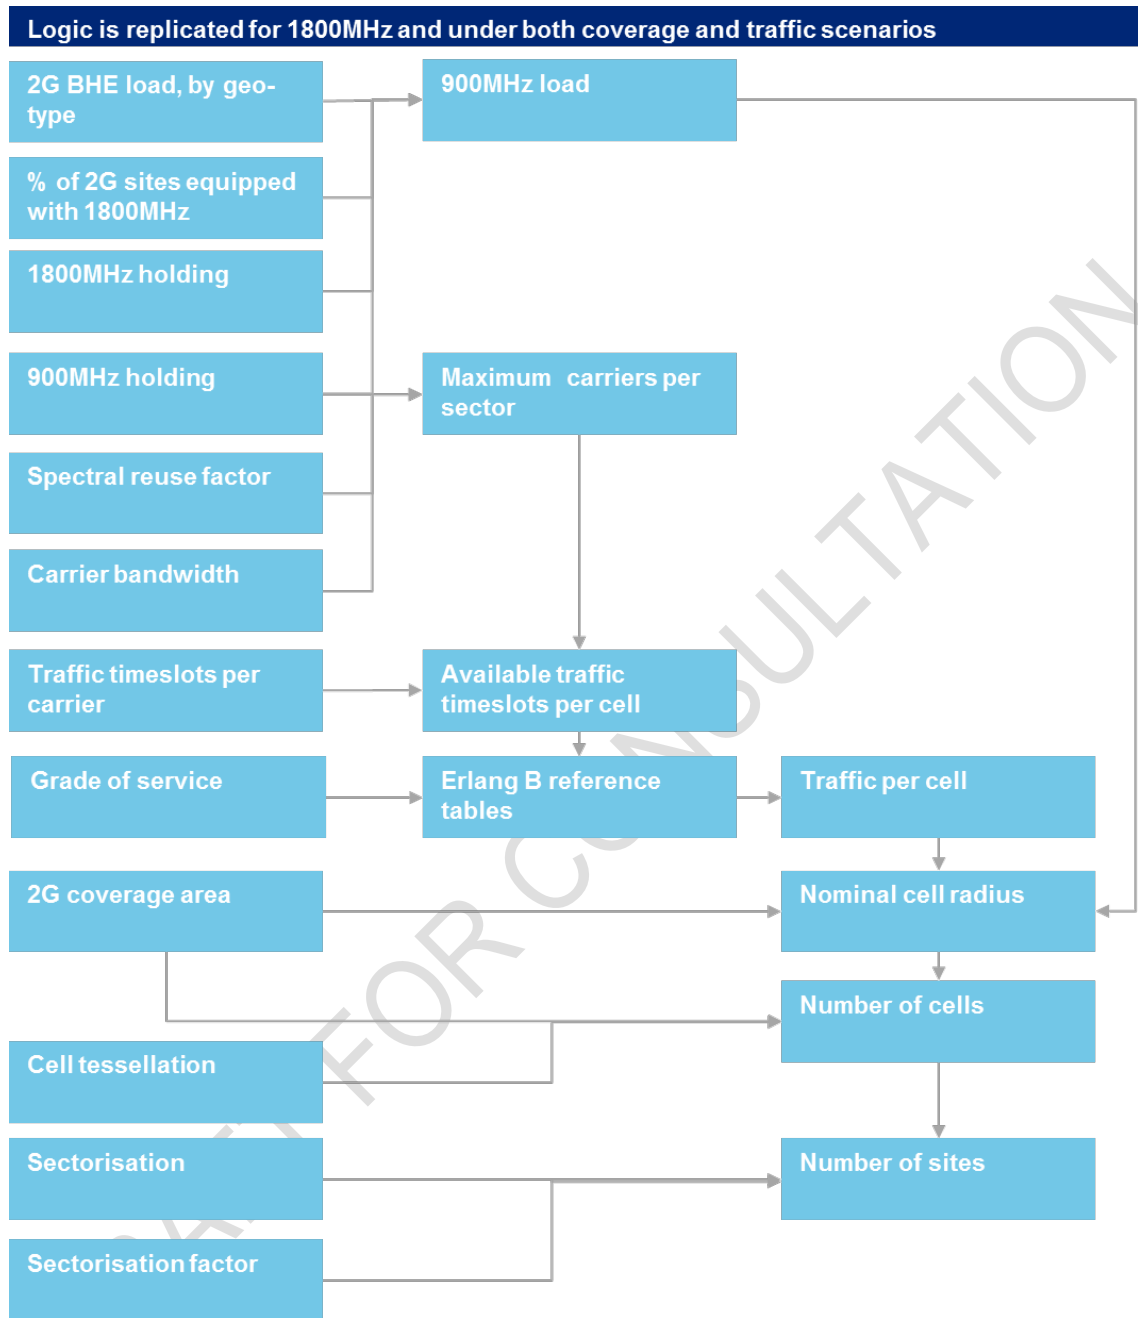 Logic is replicated for 1800MHz and under both coverage and traffic scenarios
2G BHE load, by geo-
type
900MHz load
% of 2G sites equipped
with 1800MHz
1800MHz holding
900MHz holding
Maximum carriers per
sector
Spectral reuse factor
Carrier bandwidth
Traffic timeslots per
carrier
Available traffic
timeslots per cell
Grade of service
Erlang B reference
tables
Traffic per cell
2G coverage area
Nominal cell radius
Number of cells
Cell tessellation
Sectorisation
Number of sites
Sectorisation factor
FOR CONSULTATION